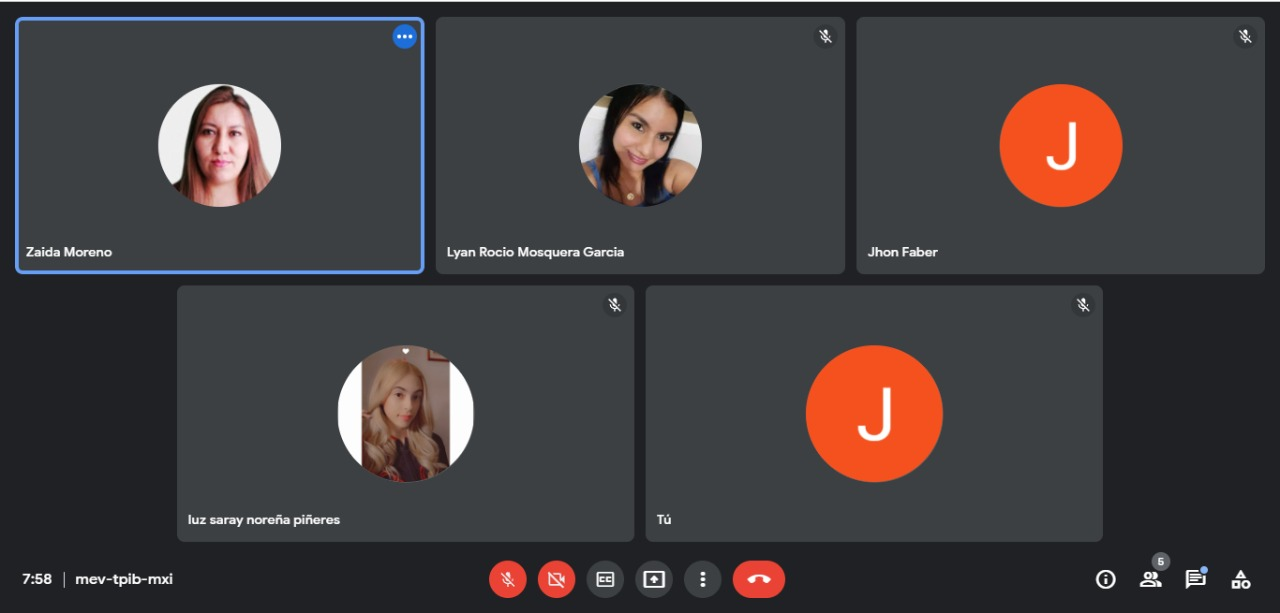 Zaida Moreno
Lyan Rocio Mosquera Garcia
J
Jhon Faber
luz saray noreña piñeres
J
Tú
7:58 | mev-tpib-mxi
CC
5